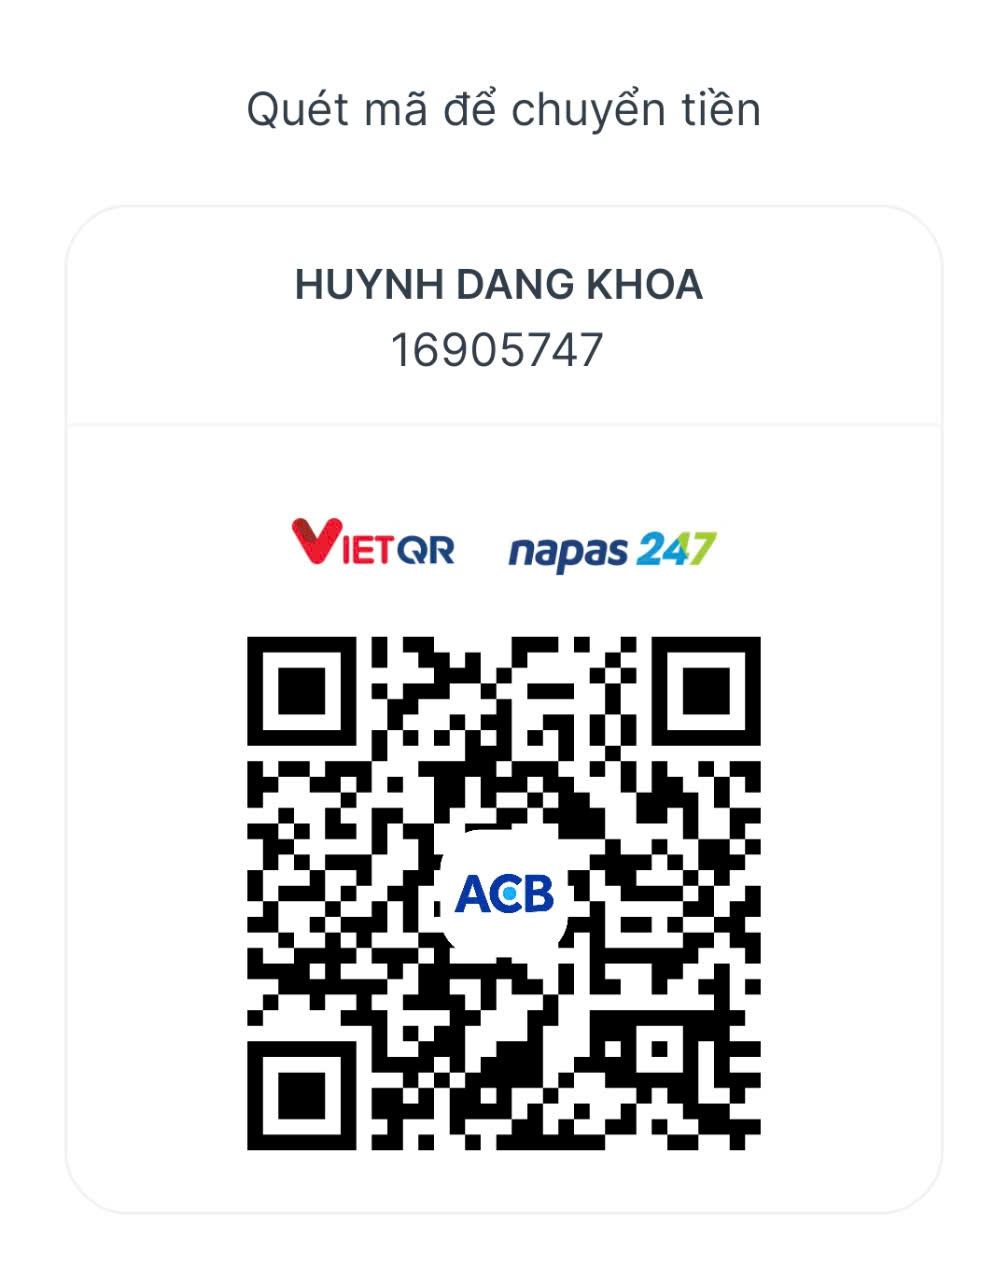 Quét mã để chuyển tiền
HUYNH DANG KHOA
16905747
VIETQR napas 247
ACB